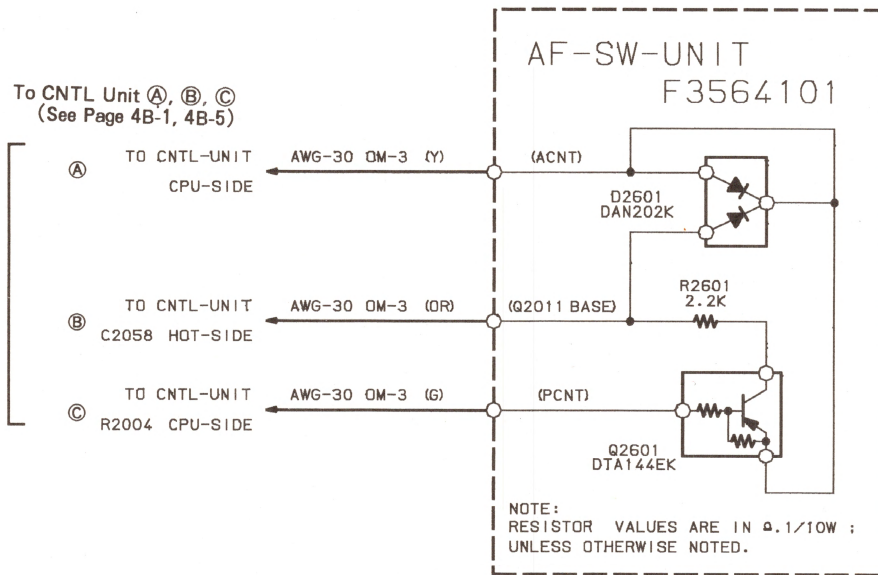 AF-SW-UNIT
F3564101
To CNTL Unit Ⓐ, Ⓑ, Ⓒ
(See Page 4B-1, 4B-5)
Ⓐ TO CNTL-UNIT AWG-30 OM-3 (Y) (ACNT)
CPU-SIDE
D2601
DAN202K
R2601
2.2K
Ⓑ TO CNTL-UNIT AWG-30 OM-3 (OR) (Q2011 BASE)
C2058 HOT-SIDE
Ⓒ TO CNTL-UNIT AWG-30 OM-3 (G) (PCNT)
R2004 CPU-SIDE
Q2601
DTA144EK
NOTE:
RESISTOR VALUES ARE IN Ω.1/10W ;
UNLESS OTHERWISE NOTED.